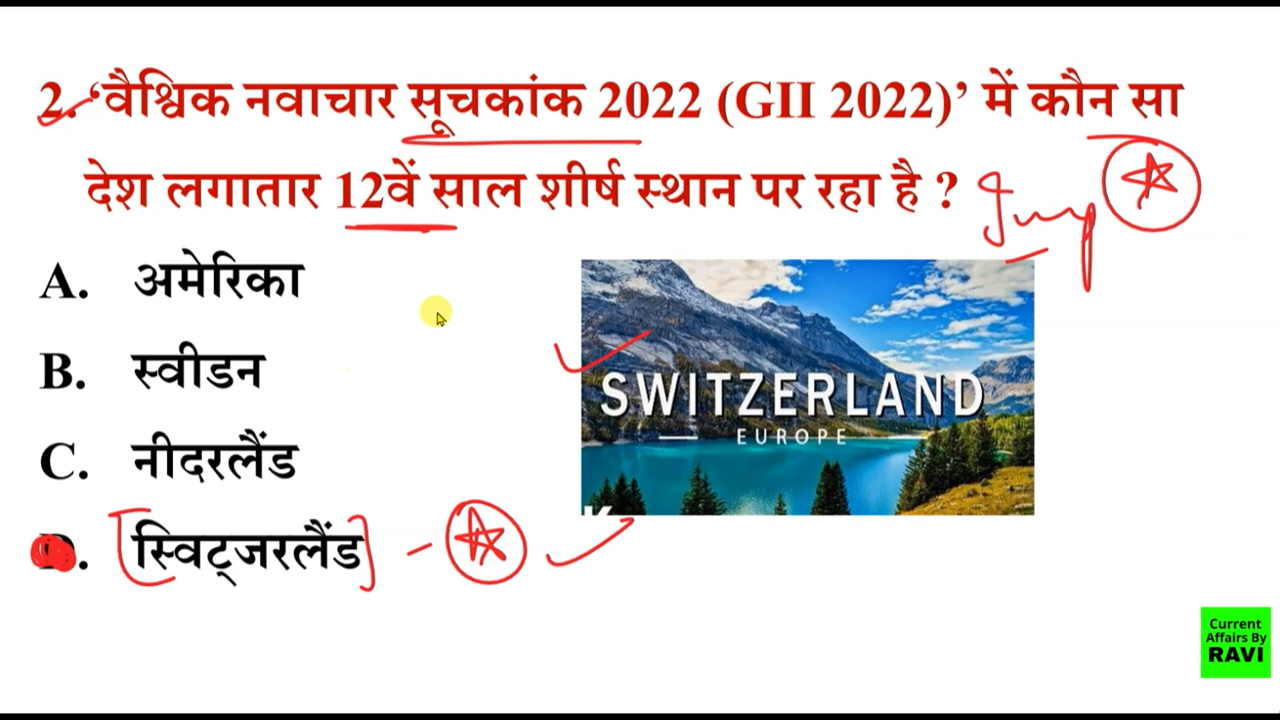 2. ‘वैश्विक नवाचार सूचकांक 2022 (GII 2022)’ में कौन सा
देश लगातार 12वें साल शीर्ष स्थान पर रहा है ?
Imp
A. अमेरिका
B. स्वीडन
C. नीदरलैंड
D. स्विट्जरलैंड
SWITZERLAND
EUROPE
Current
Affairs By
RAVI